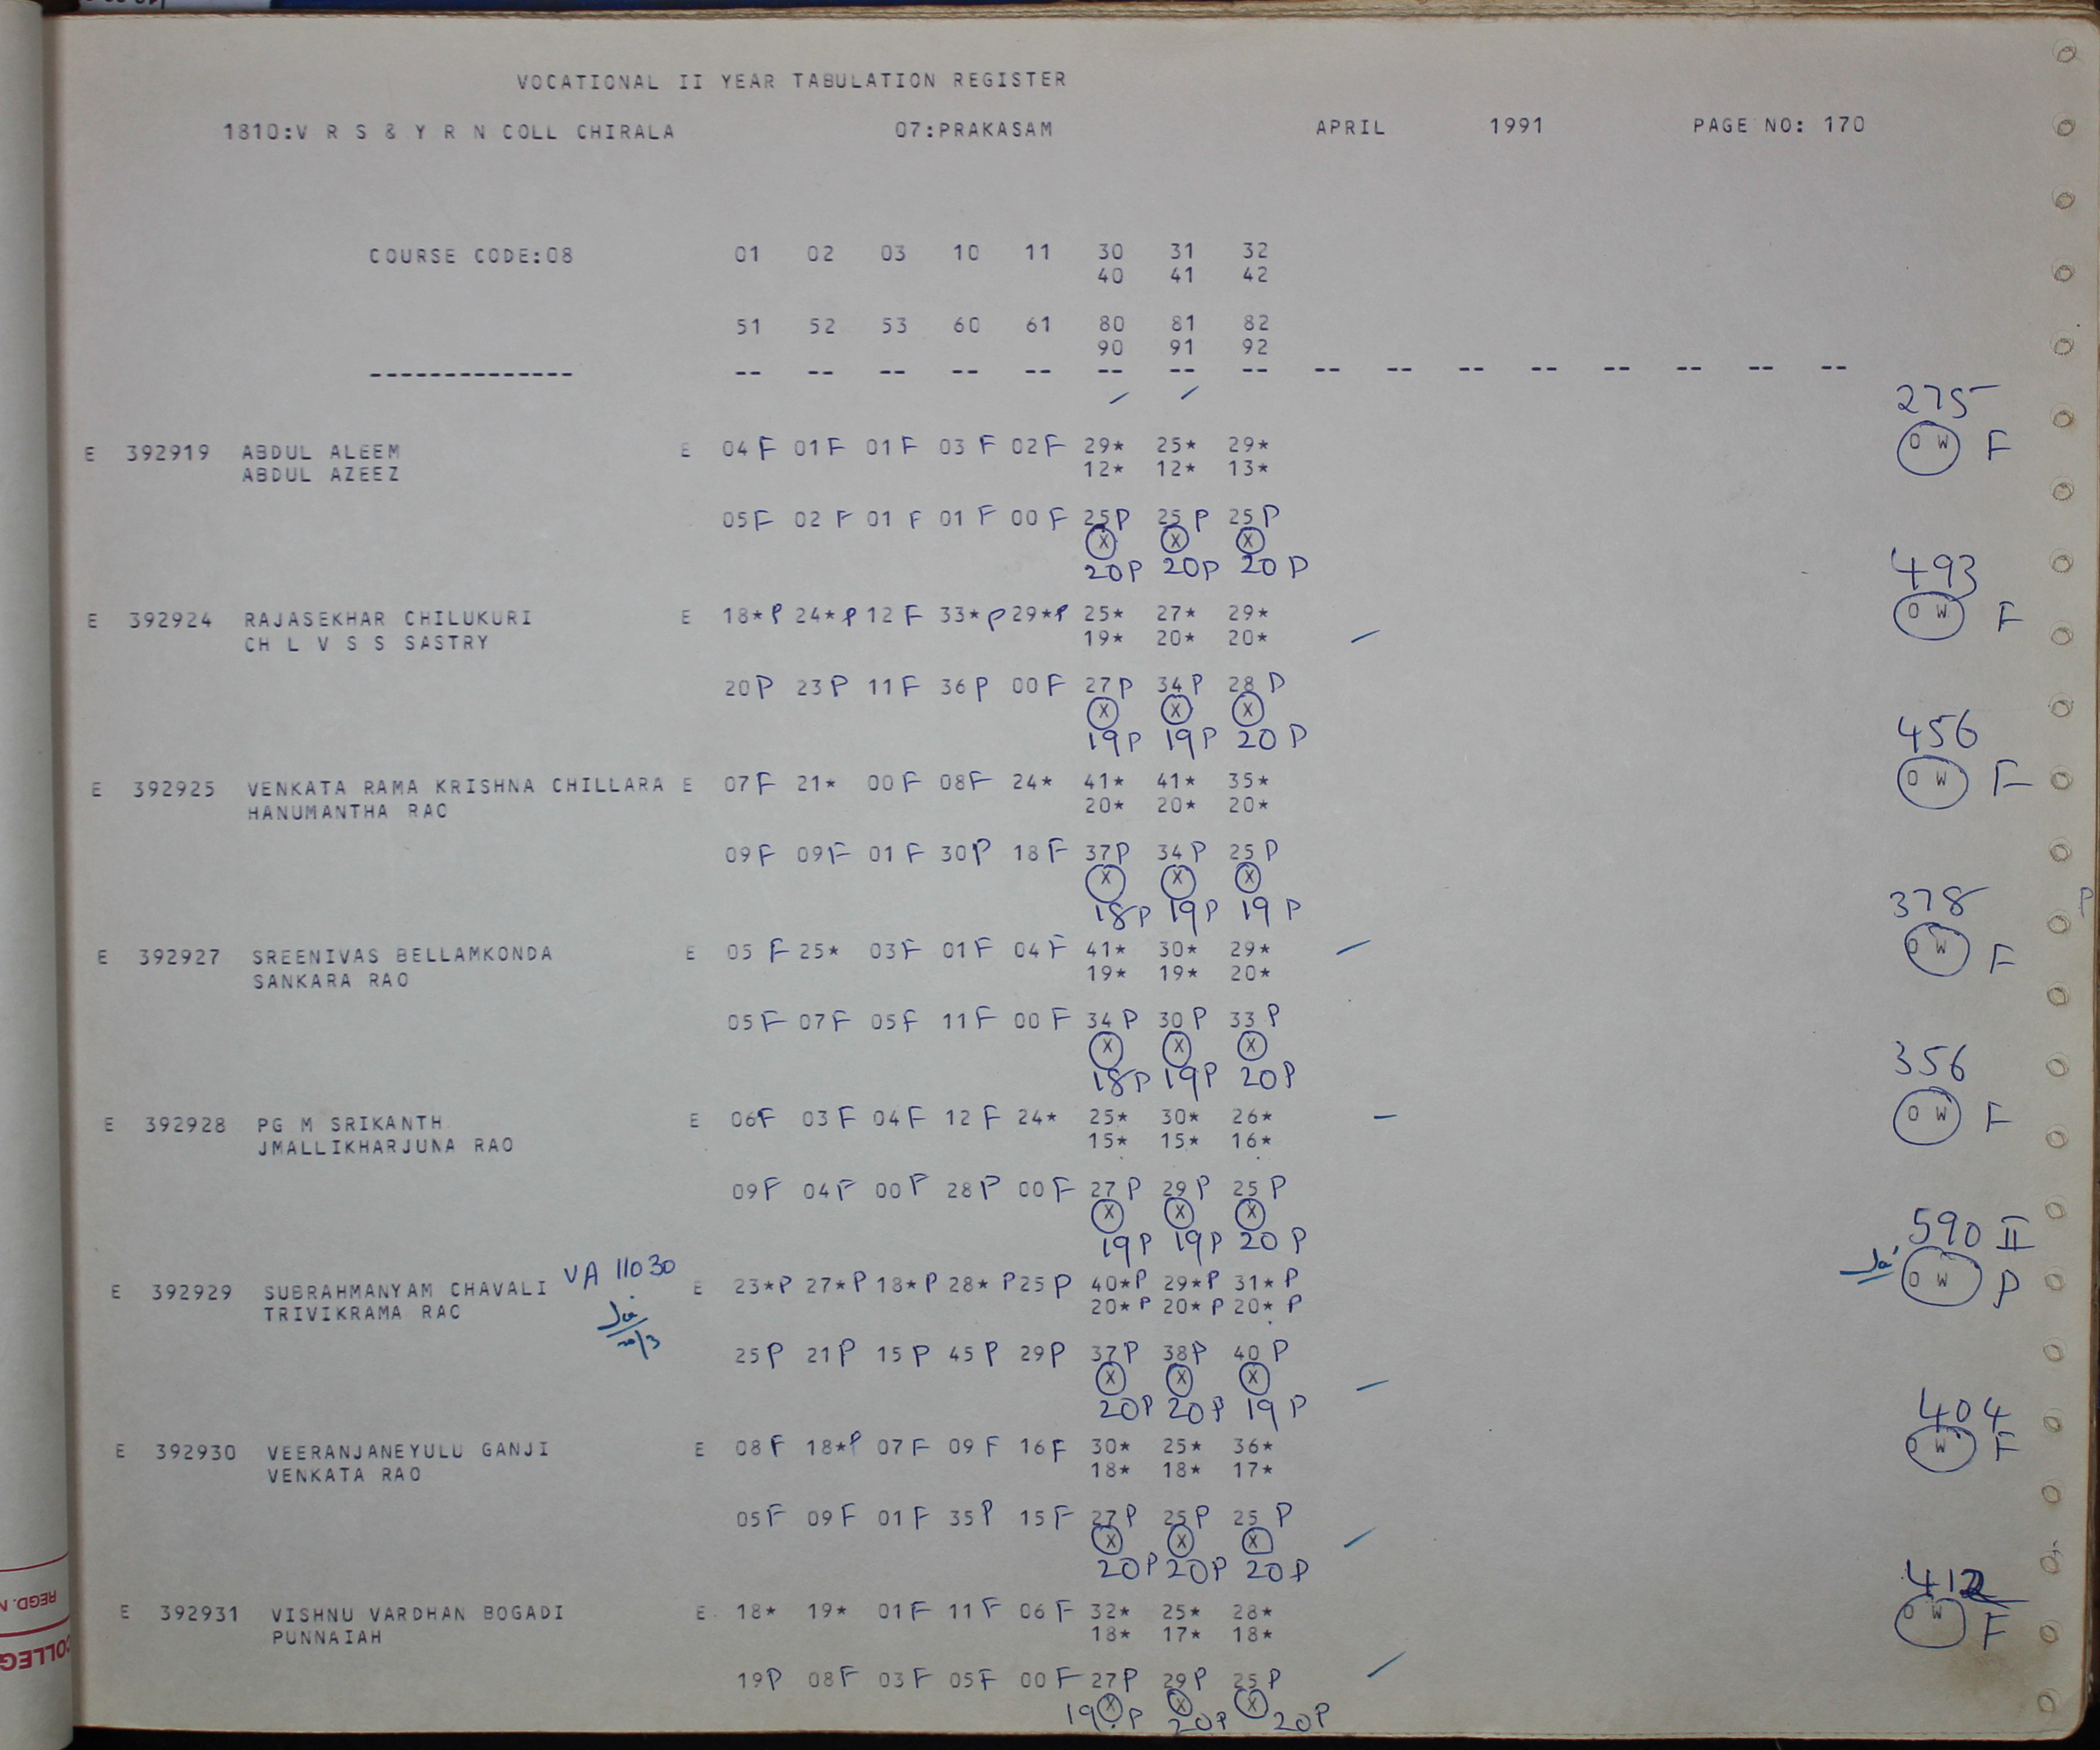 VOCATIONAL II YEAR TABULATION REGISTER
1810:V R S & Y R N COLL CHIRALA 07:PRAKASAM APRIL 1991 PAGE NO: 170
COURSE CODE:08 01 02 03 10 11 30 31 32
40 41 42
51 52 53 60 61 80 81 82
90 91 92
-------------- -- -- -- -- -- -- -- -- -- -- -- -- -- -- -- --
275
E 392919 ABDUL ALEEM E 04 F 01 F 01 F 03 F 02 F 29* 25* 29* 0 W F
ABDUL AZEEZ 12* 12* 13*
05 F 02 F 01 F 01 F 00 F 25 P 25 P 25 P
X X X
20 P 20 P 20 P
493
E 392924 RAJASEKHAR CHILUKURI E 18* P 24* P 12 F 33* P 29* P 25* 27* 29* 0 W F
CH L V S S SASTRY 19* 20* 20*
20 P 23 P 11 F 36 P 00 F 27 P 34 P 28 P
X X X
19 P 19 P 20 P
456
E 392925 VENKATA RAMA KRISHNA CHILLARA E 07 F 21* 00 F 08 F 24* 41* 41* 35* 0 W F
HANUMANTHA RAO 20* 20* 20*
09 F 09 F 01 F 30 P 18 F 37 P 34 P 25 P
X X X
18 P 19 P 19 P
378
E 392927 SREENIVAS BELLAMKONDA E 05 F 25* 03 F 01 F 04 F 41* 30* 29* 0 W F
SANKARA RAO 19* 19* 20*
05 F 07 F 05 F 11 F 00 F 34 P 30 P 33 P
X X X
18 P 19 P 20 P
356
E 392928 PG M SRIKANTH E 06 F 03 F 04 F 12 F 24* 25* 30* 26* 0 W F
JMALLIKHARJUNA RAO 15* 15* 16*
09 F 04 F 00 F 28 P 00 F 27 P 29 P 25 P
X X X
19 P 19 P 20 P
590 II
E 392929 SUBRAHMANYAM CHAVALI VA 11030 E 23* P 27* P 18* P 28* P 25 P 40* P 29* P 31* P 0 W P
TRIVIKRAMA RAO 20* P 20* P 20* P
25 P 21 P 15 P 45 P 29 P 37 P 38 P 40 P
X X X
20 P 20 P 19 P
404
E 392930 VEERANJANEYULU GANJI E 08 F 18* P 07 F 09 F 16 F 30* 25* 36* 0 W F
VENKATA RAO 18* 18* 17*
05 F 09 F 01 F 35 P 15 F 27 P 25 P 25 P
X X X
20 P 20 P 20 P
412
E 392931 VISHNU VARDHAN BOGADI E 18* 19* 01 F 11 F 06 F 32* 25* 28* 0 W F
PUNNAIAH 18* 17* 18*
19 P 08 F 03 F 05 F 00 F 27 P 29 P 25 P
X X X
19 P 20 P 20 P